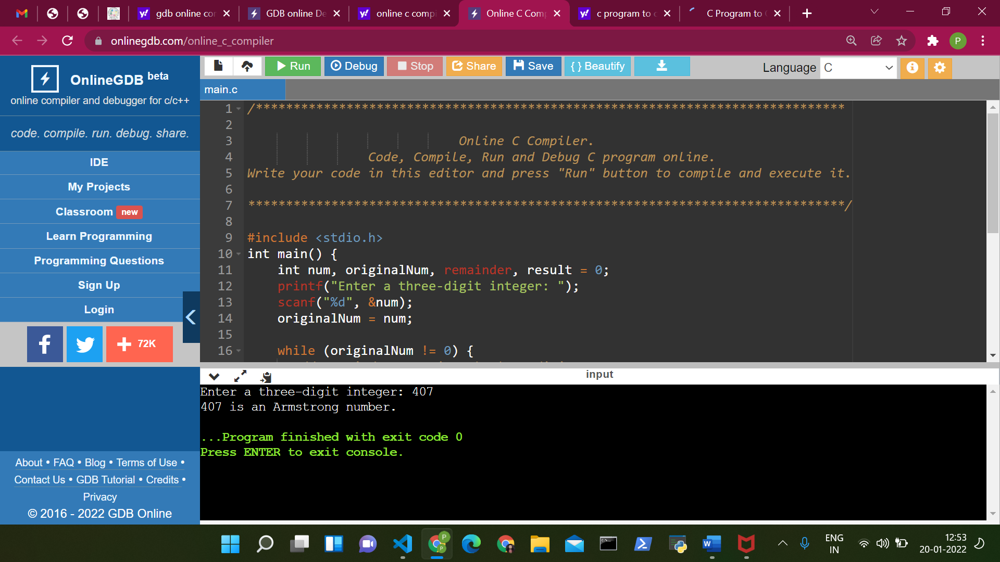 gdb online cor
GDB online De
online c compi
Online C Comp
c program to c
C Program to
onlinegdb.com/online_c_compiler
P
OnlineGDB beta
online compiler and debugger for c/c++
code. compile. run. debug. share.
IDE
My Projects
Classroom new
Learn Programming
Programming Questions
Sign Up
Login
72K
About • FAQ • Blog • Terms of Use •
Contact Us • GDB Tutorial • Credits •
Privacy
© 2016 - 2022 GDB Online
Run Debug Stop Share Save { } Beautify
Language C
main.c
1 /******************************************************************************
2
3 Online C Compiler.
4 Code, Compile, Run and Debug C program online.
5 Write your code in this editor and press "Run" button to compile and execute it.
6
7 *******************************************************************************/
8
9 #include <stdio.h>
10 int main() {
11 int num, originalNum, remainder, result = 0;
12 printf("Enter a three-digit integer: ");
13 scanf("%d", &num);
14 originalNum = num;
15
16 while (originalNum != 0) {
input
Enter a three-digit integer: 407
407 is an Armstrong number.
...Program finished with exit code 0
Press ENTER to exit console.
ENG
IN
12:53
20-01-2022